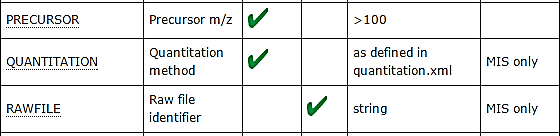 PRECURSOR Precursor m/z >100
QUANTITATION Quantitation method as defined in quantitation.xml MIS only
RAWFILE Raw file identifier string MIS only